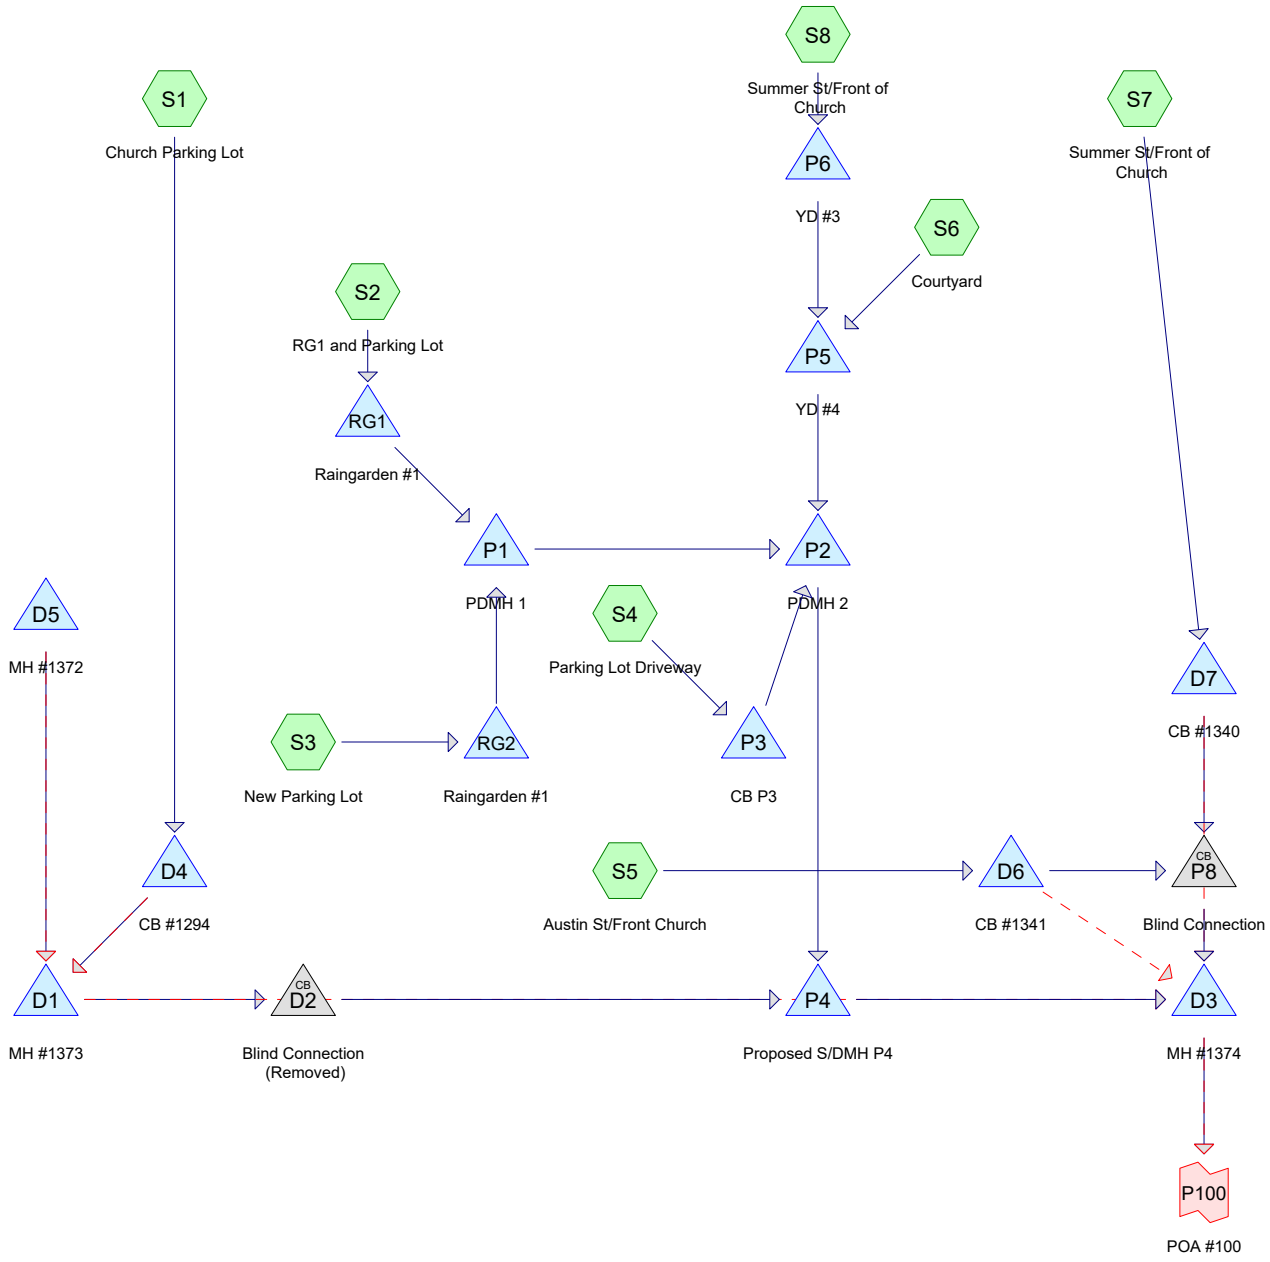 S8
Summer St/Front of
Church
S1
Church Parking Lot
S7
Summer St/Front of
Church
P6
YD #3
S6
Courtyard
S2
RG1 and Parking Lot
P5
YD #4
RG1
Raingarden #1
P1
PDMH 1
P2
PDMH 2
D5
MH #1372
S4
Parking Lot Driveway
D7
CB #1340
S3
New Parking Lot
RG2
Raingarden #1
P3
CB P3
D4
CB #1294
S5
Austin St/Front Church
D6
CB #1341
CB
P8
Blind Connection
D1
MH #1373
CB
D2
Blind Connection
(Removed)
P4
Proposed S/DMH P4
D3
MH #1374
P100
POA #100